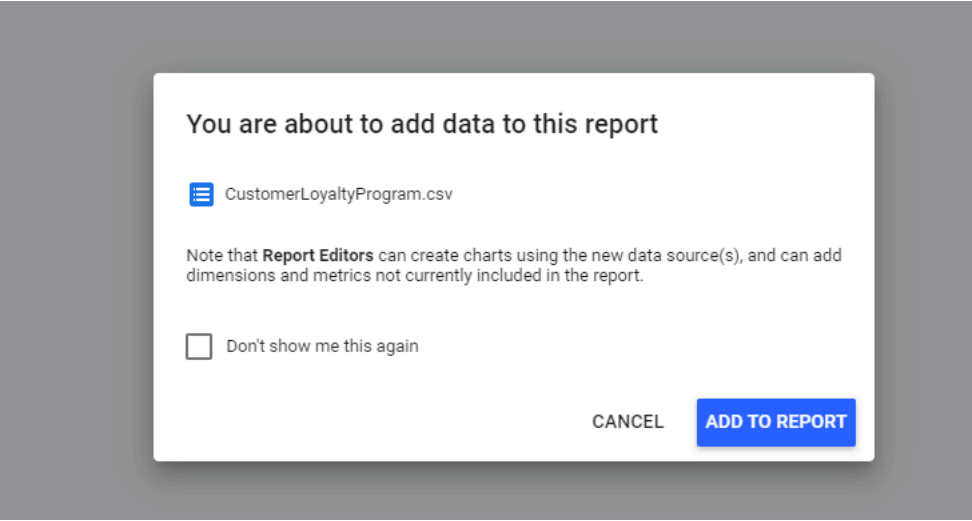 You are about to add data to this report
CustomerLoyaltyProgram.csv
Note that Report Editors can create charts using the new data source(s), and can add
dimensions and metrics not currently included in the report.
Don't show me this again
CANCEL ADD TO REPORT